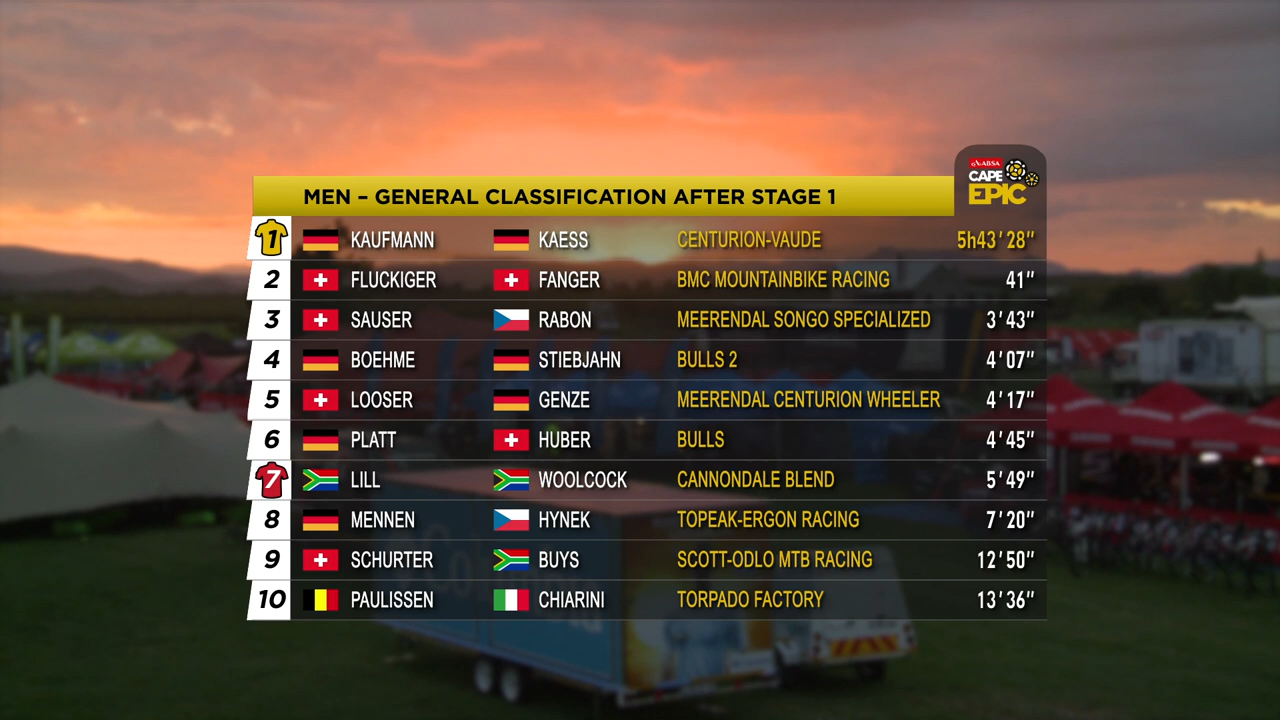 ABSA
CAPE
EPIC
MEN – GENERAL CLASSIFICATION AFTER STAGE 1
1 KAUFMANN KAESS CENTURION-VAUDE 5h43'28"
2 FLUCKIGER FANGER BMC MOUNTAINBIKE RACING 41"
3 SAUSER RABON MEERENDAL SONGO SPECIALIZED 3'43"
4 BOEHME STIEBJAHN BULLS 2 4'07"
5 LOOSER GENZE MEERENDAL CENTURION WHEELER 4'17"
6 PLATT HUBER BULLS 4'45"
7 LILL WOOLCOCK CANNONDALE BLEND 5'49"
8 MENNEN HYNEK TOPEAK-ERGON RACING 7'20"
9 SCHURTER BUYS SCOTT-ODLO MTB RACING 12'50"
10 PAULISSEN CHIARINI TORPADO FACTORY 13'36"